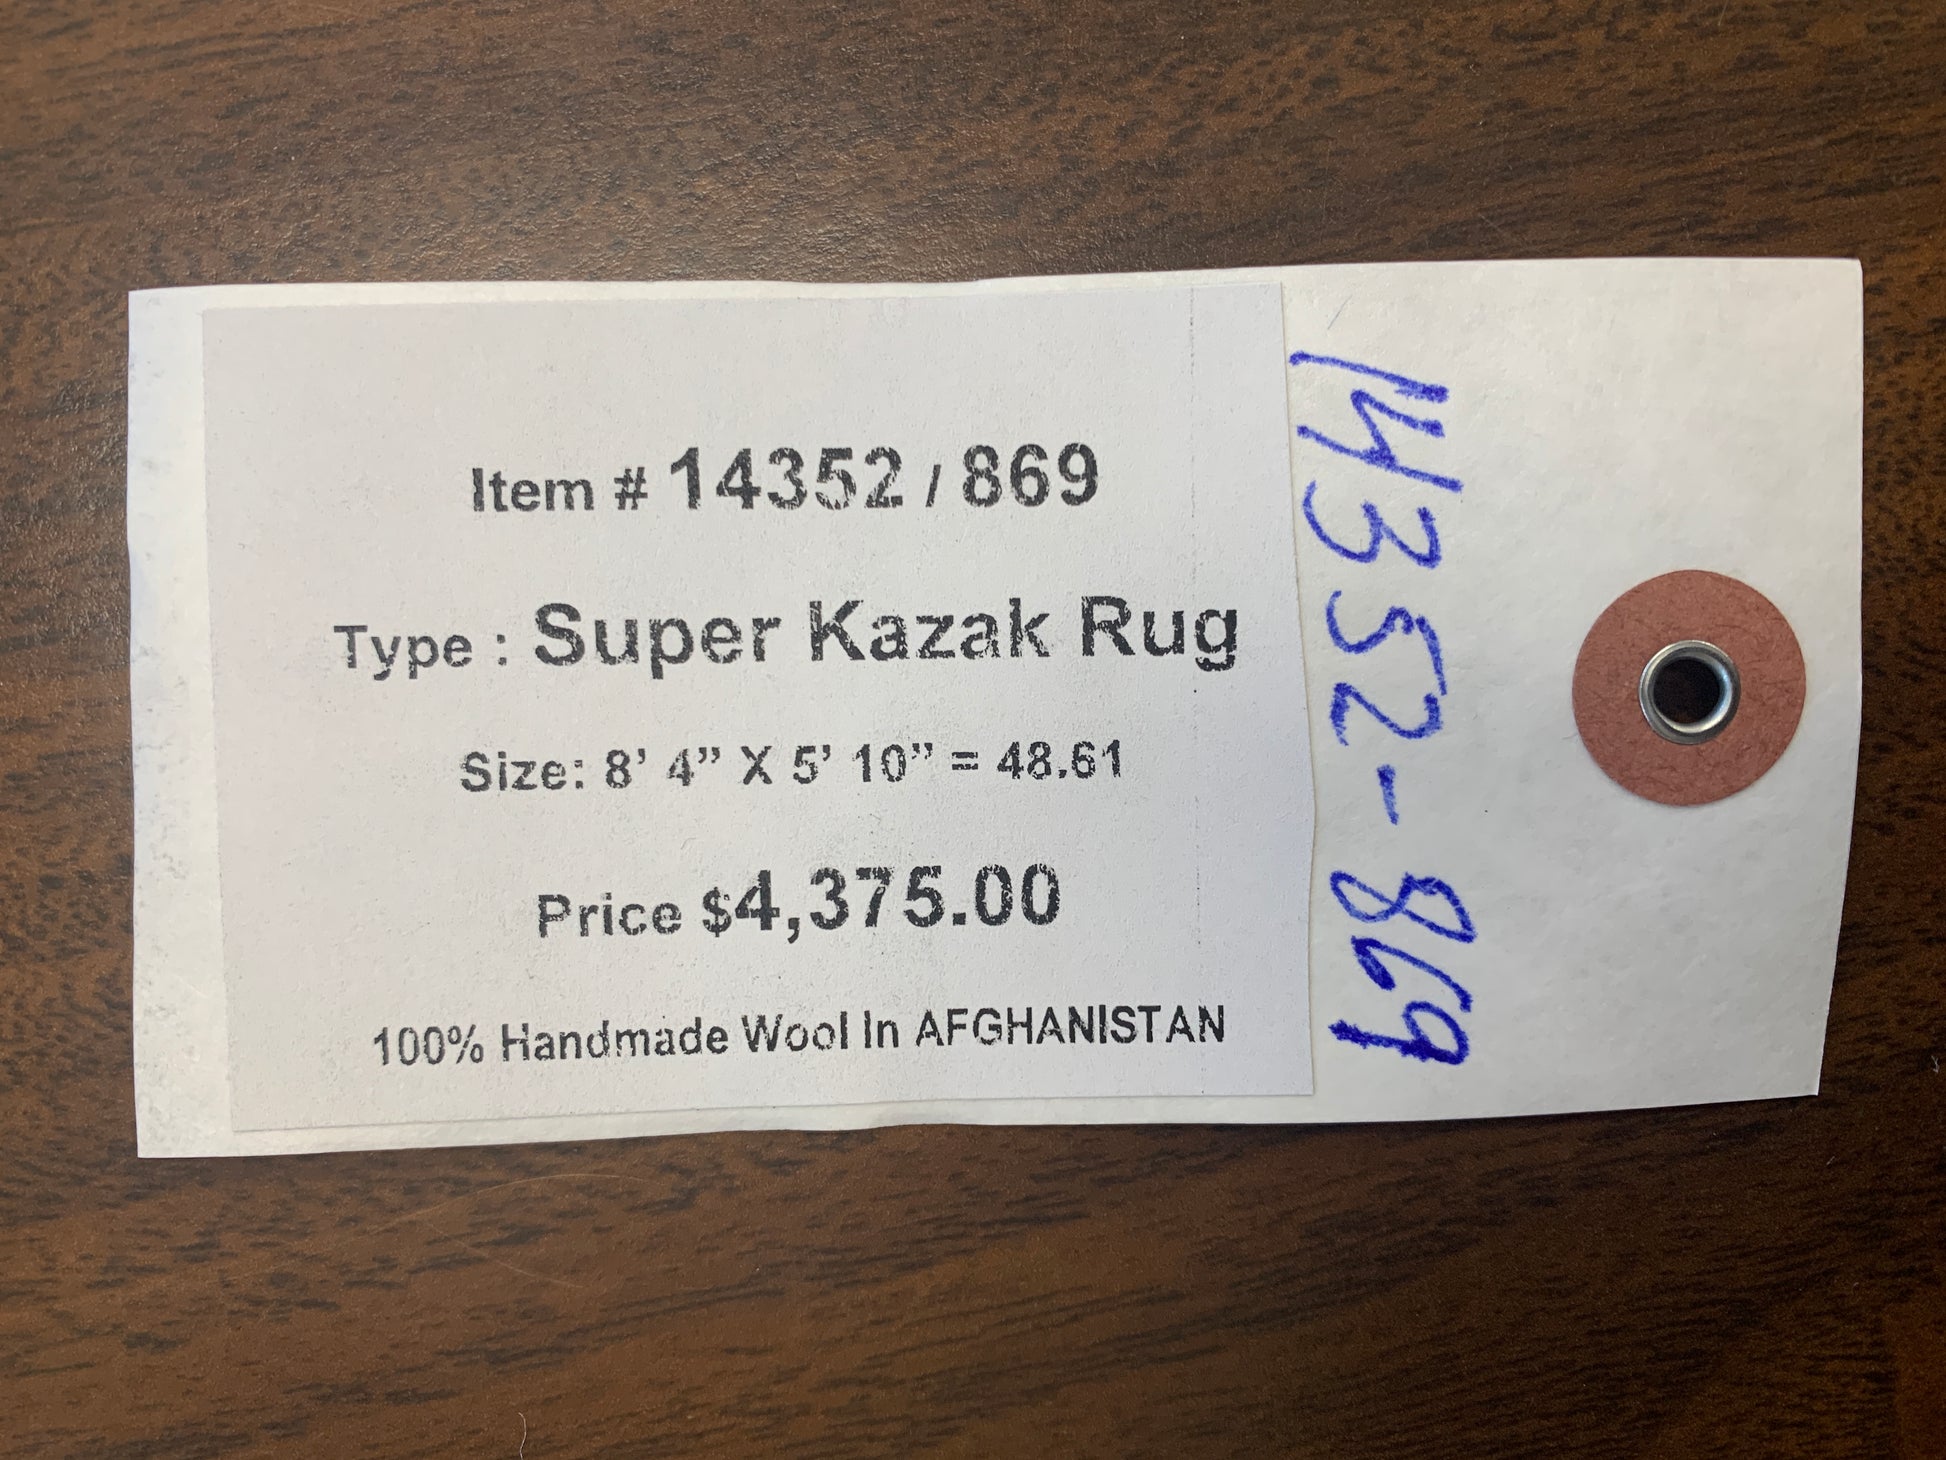 Item # 14352 / 869
Type : Super Kazak Rug
Size: 8’ 4” X 5’ 10” = 48.61
Price $4,375.00
100% Handmade Wool In AFGHANISTAN
14352-869